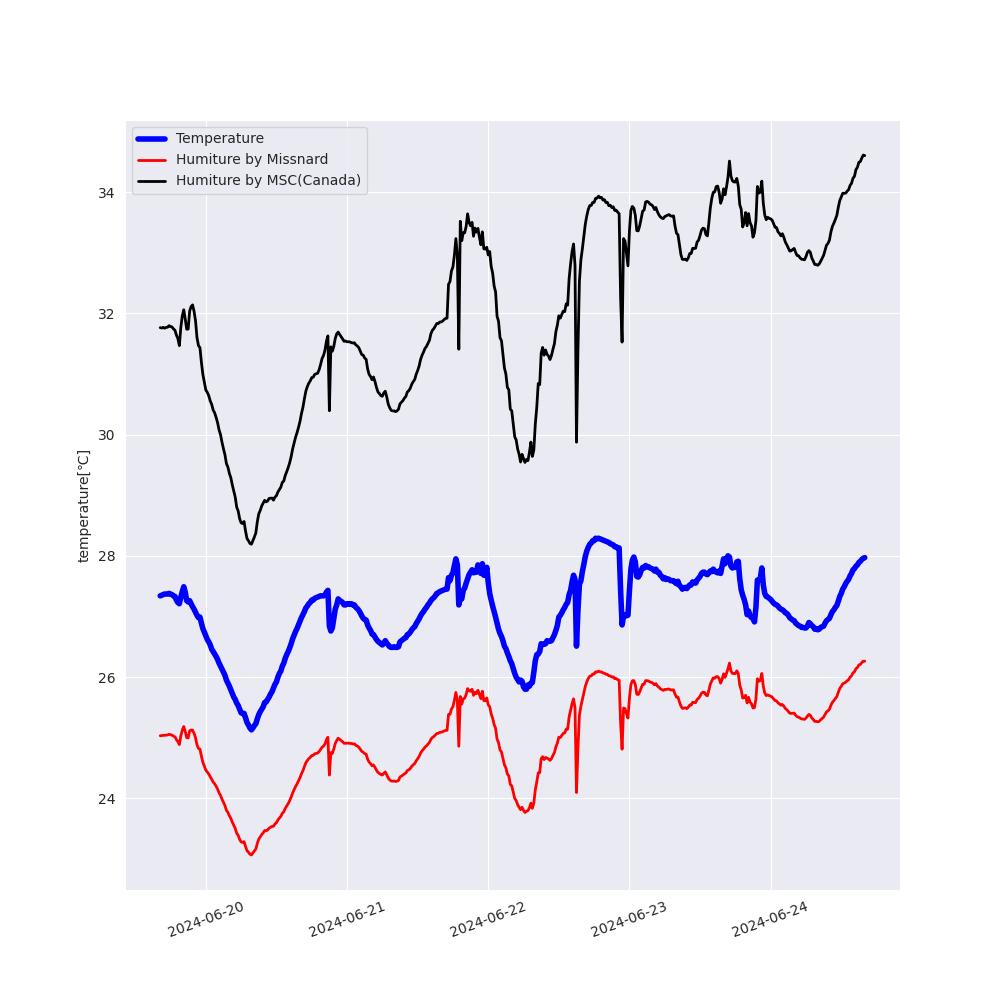 Temperature
Humiture by Missnard
Humiture by MSC(Canada)
34
32
30
28
26
24
temperature[℃]
2024-06-20
2024-06-21
2024-06-22
2024-06-23
2024-06-24